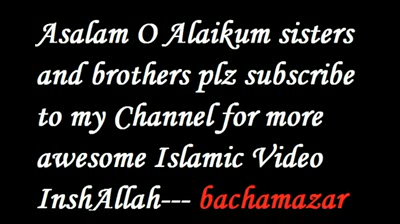 Asalam O Alaikum sisters
and brothers plz subscribe
to my Channel for more
awesome Islamic Video
InshAllah--- bachamazar